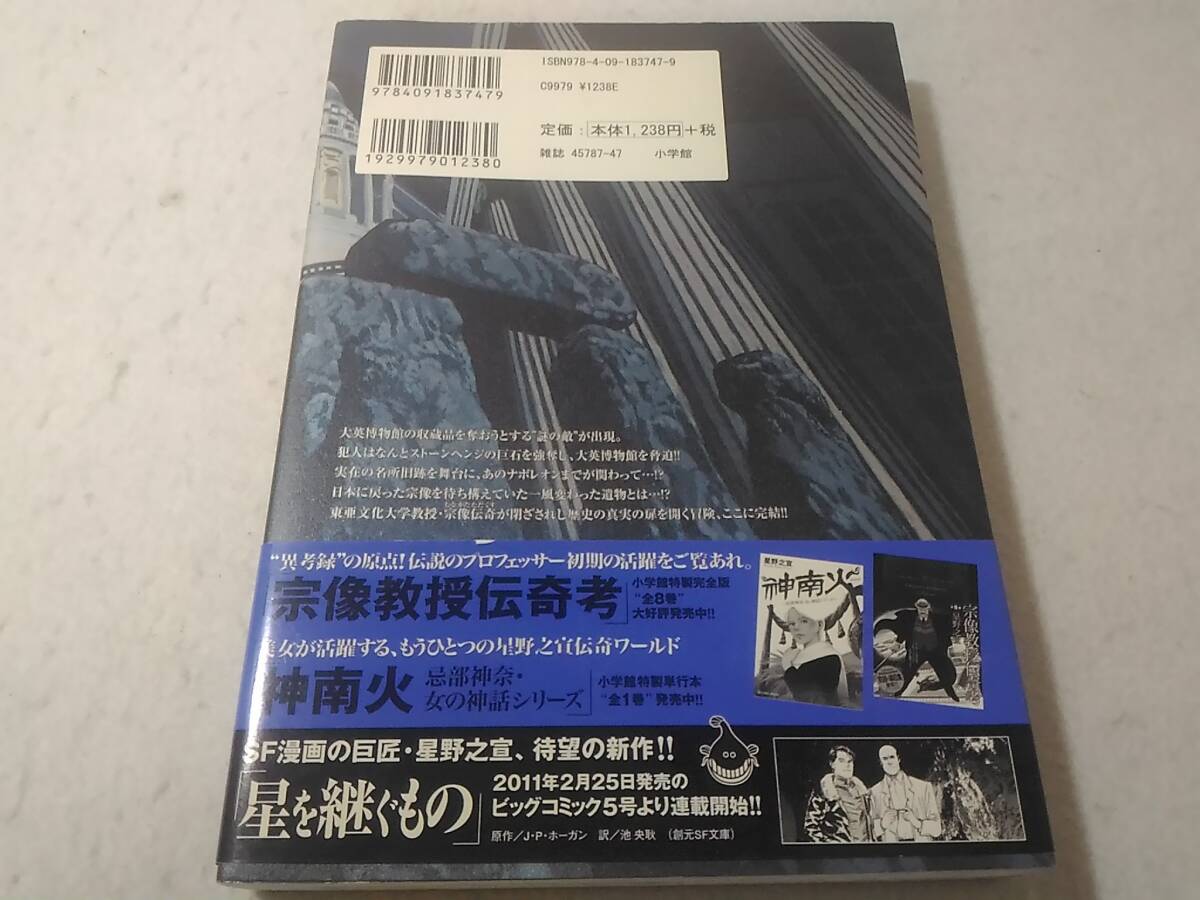 ISBN978-4-09-183747-9
9784091837479
C9979 ¥1238E
定価：本体1,238円+税
1929979012380
雑誌 45787-47 小学館
大英博物館の収蔵品を奪おうとする“謎の敵”が出現。
犯人はなんとストーンヘンジの巨石を強奪し、大英博物館を脅迫!!
実在の名所旧跡を舞台に、あのナポレオンまでが関わって…!?
日本に戻った宗像を待ち構えていた一風変わった遺物とは…!?
むなかたただくす
東亜文化大学教授・宗像伝奇が閉ざされし歴史の真実の扉を開く冒険、ここに完結!!
“異考録”の原点!伝説のプロフェッサー初期の活躍をご覧あれ。
「宗像教授伝奇考」
小学館特製完全版
“全8巻”
大好評発売中!!
美女が活躍する、もうひとつの星野之宣伝奇ワールド
「神南火 忌部神奈・
女の神話シリーズ」
小学館特製単行本
“全1巻”発売中!!
星野之宣
神南火
宗像教授伝奇考
SF漫画の巨匠・星野之宣、待望の新作!!
「星を継ぐもの」
2011年2月25日発売の
ビッグコミック5号より連載開始!!
原作／J・P・ホーガン 訳／池 央耿 （創元SF文庫）